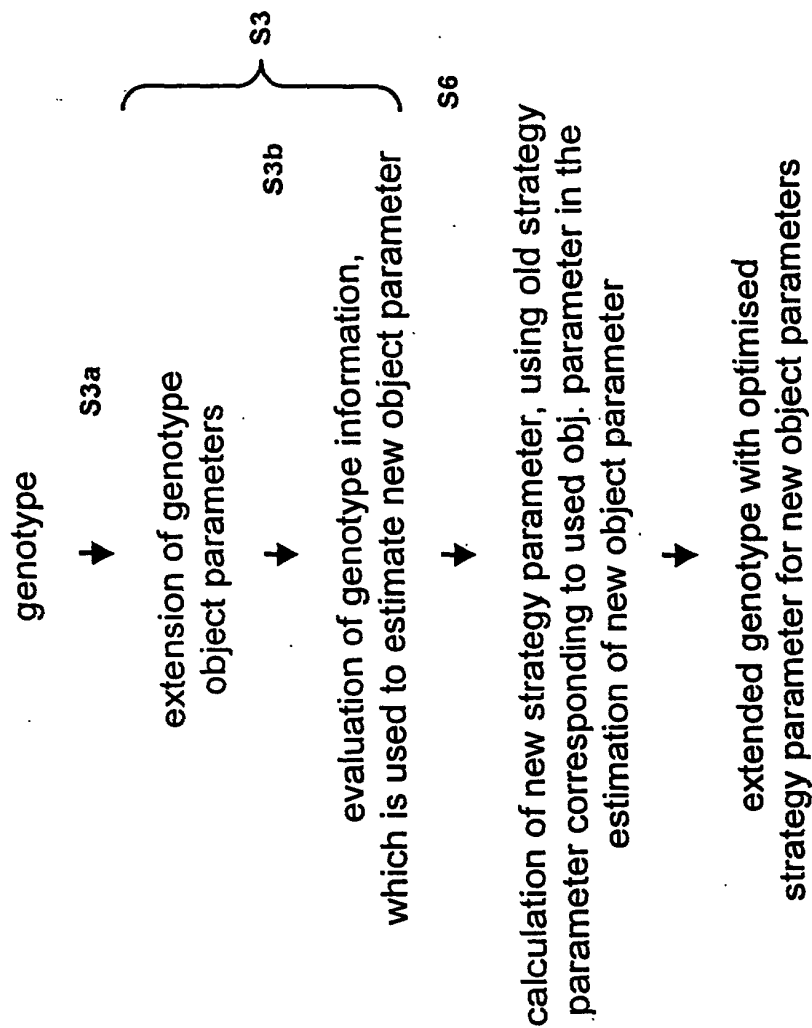 genotype
S3a
extension of genotype
object parameters
S3b
S3
evaluation of genotype information,
which is used to estimate new object parameter
S6
calculation of new strategy parameter, using old strategy
parameter corresponding to used obj. parameter in the
estimation of new object parameter
extended genotype with optimised
strategy parameter for new object parameters